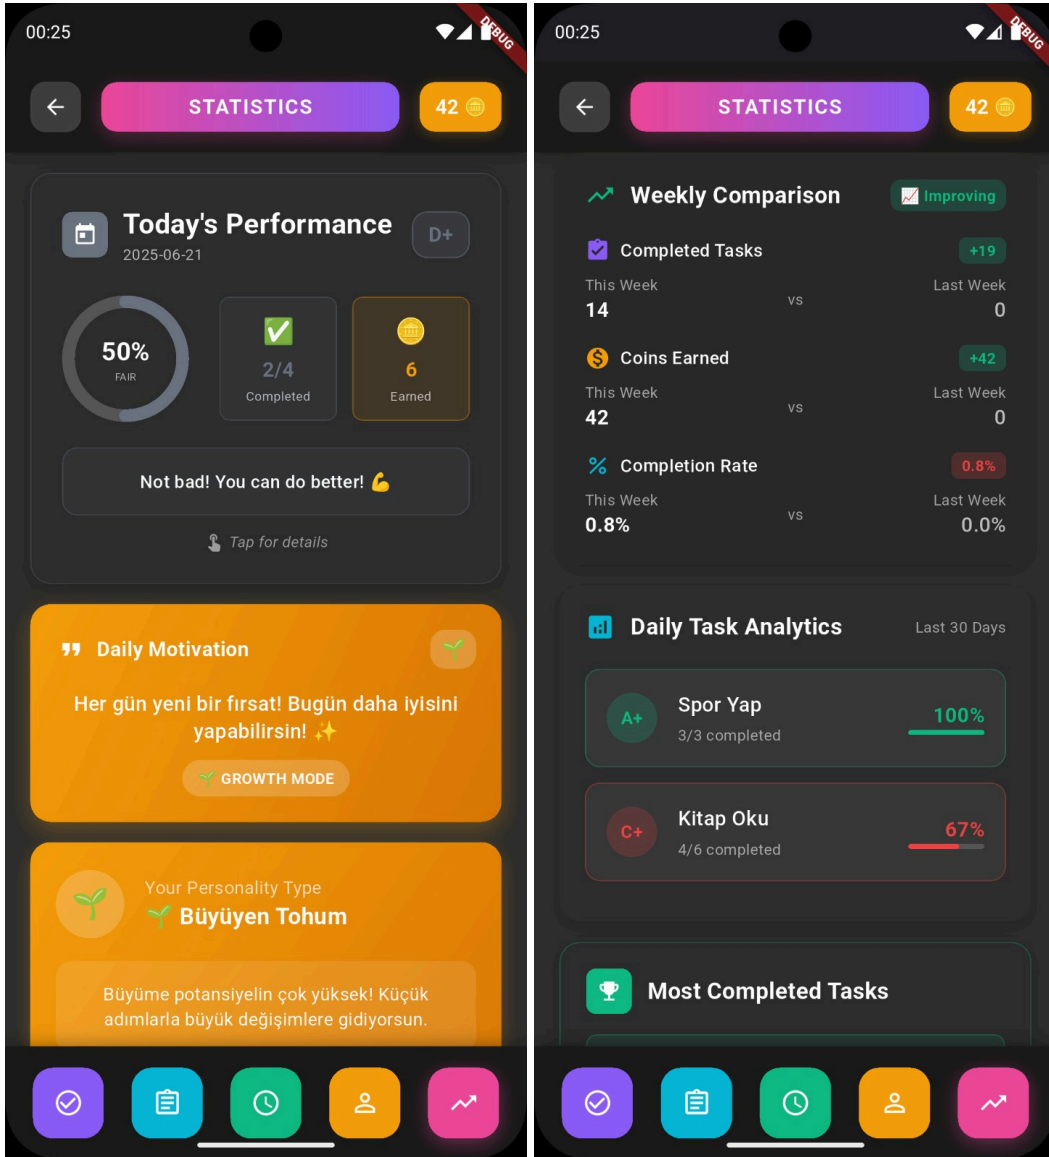 00:25
DEBUG
STATISTICS
42
Today's Performance
2025-06-21
D+
50%
FAIR
2/4
Completed
6
Earned
Not bad! You can do better! 💪
Tap for details
Daily Motivation
Her gün yeni bir fırsat! Bugün daha iyisini
yapabilirsin! ✨
🌱 GROWTH MODE
Your Personality Type
🌱 Büyüyen Tohum
Büyüme potansiyelin çok yüksek! Küçük
adımlarla büyük değişimlere gidiyorsun.
00:25
DEBUG
STATISTICS
42
Weekly Comparison
📈 Improving
Completed Tasks
+19
This Week
vs
Last Week
14
0
Coins Earned
+42
This Week
vs
Last Week
42
0
Completion Rate
0.8%
This Week
vs
Last Week
0.8%
0.0%
Daily Task Analytics
Last 30 Days
A+
Spor Yap
3/3 completed
100%
C+
Kitap Oku
4/6 completed
67%
Most Completed Tasks